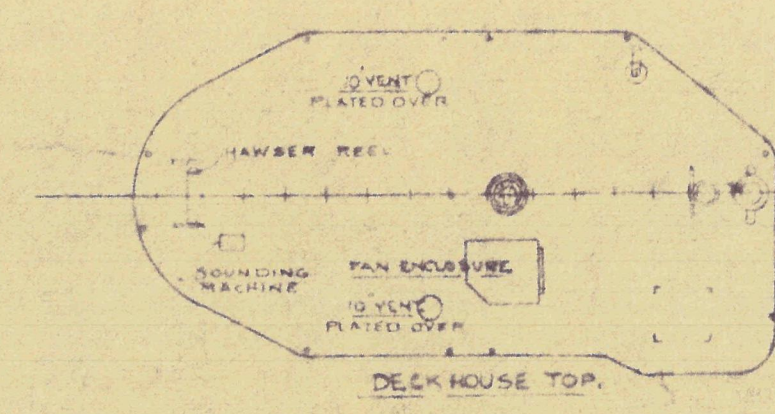 10" VENT
PLATED OVER
HAWSER REEL
SOUNDING
MACHINE
FAN ENCLOSURE
10" VENT
PLATED OVER
DECK HOUSE TOP.